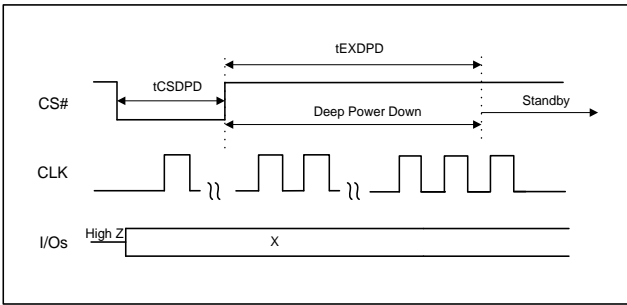 tEXDPD
tCSDPD
CS#
Deep Power Down
Standby
CLK
I/Os
High Z
X